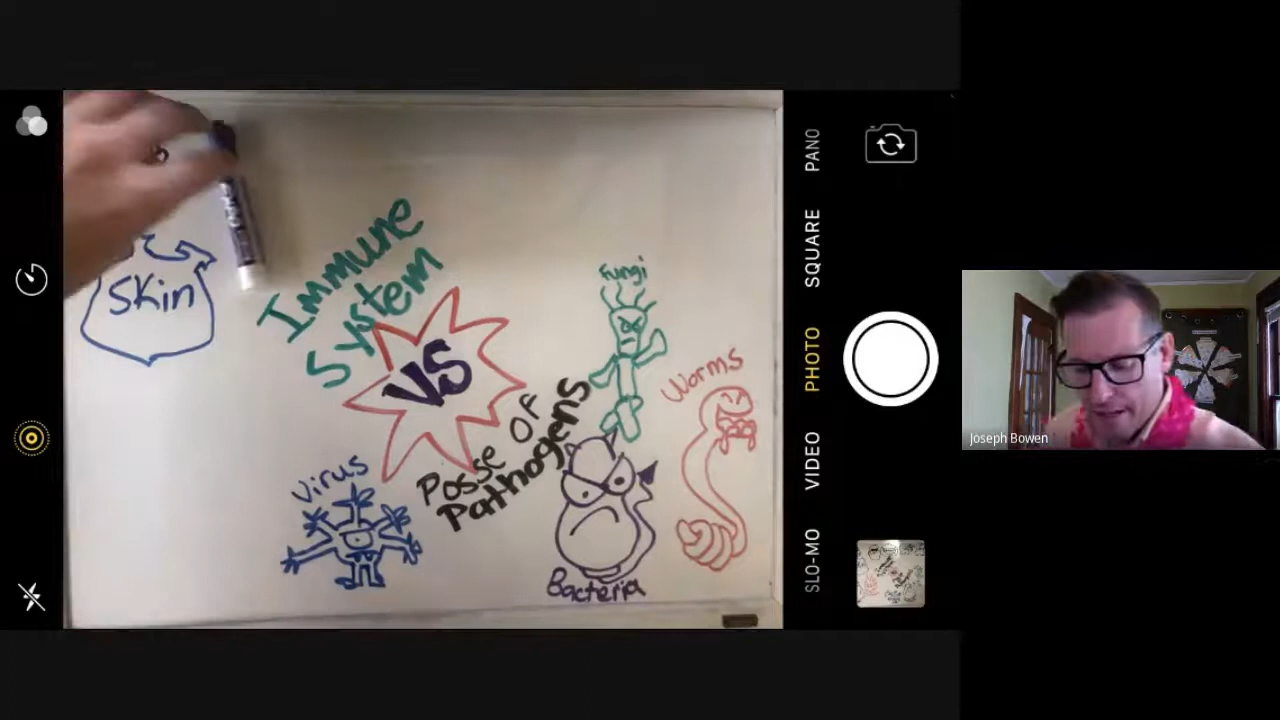 Skin
Immune
System
VS
Posse OF
Pathogens
Virus
Fungi
Worms
Bacteria
PANO
SQUARE
PHOTO
VIDEO
SLO-MO
Joseph Bowen